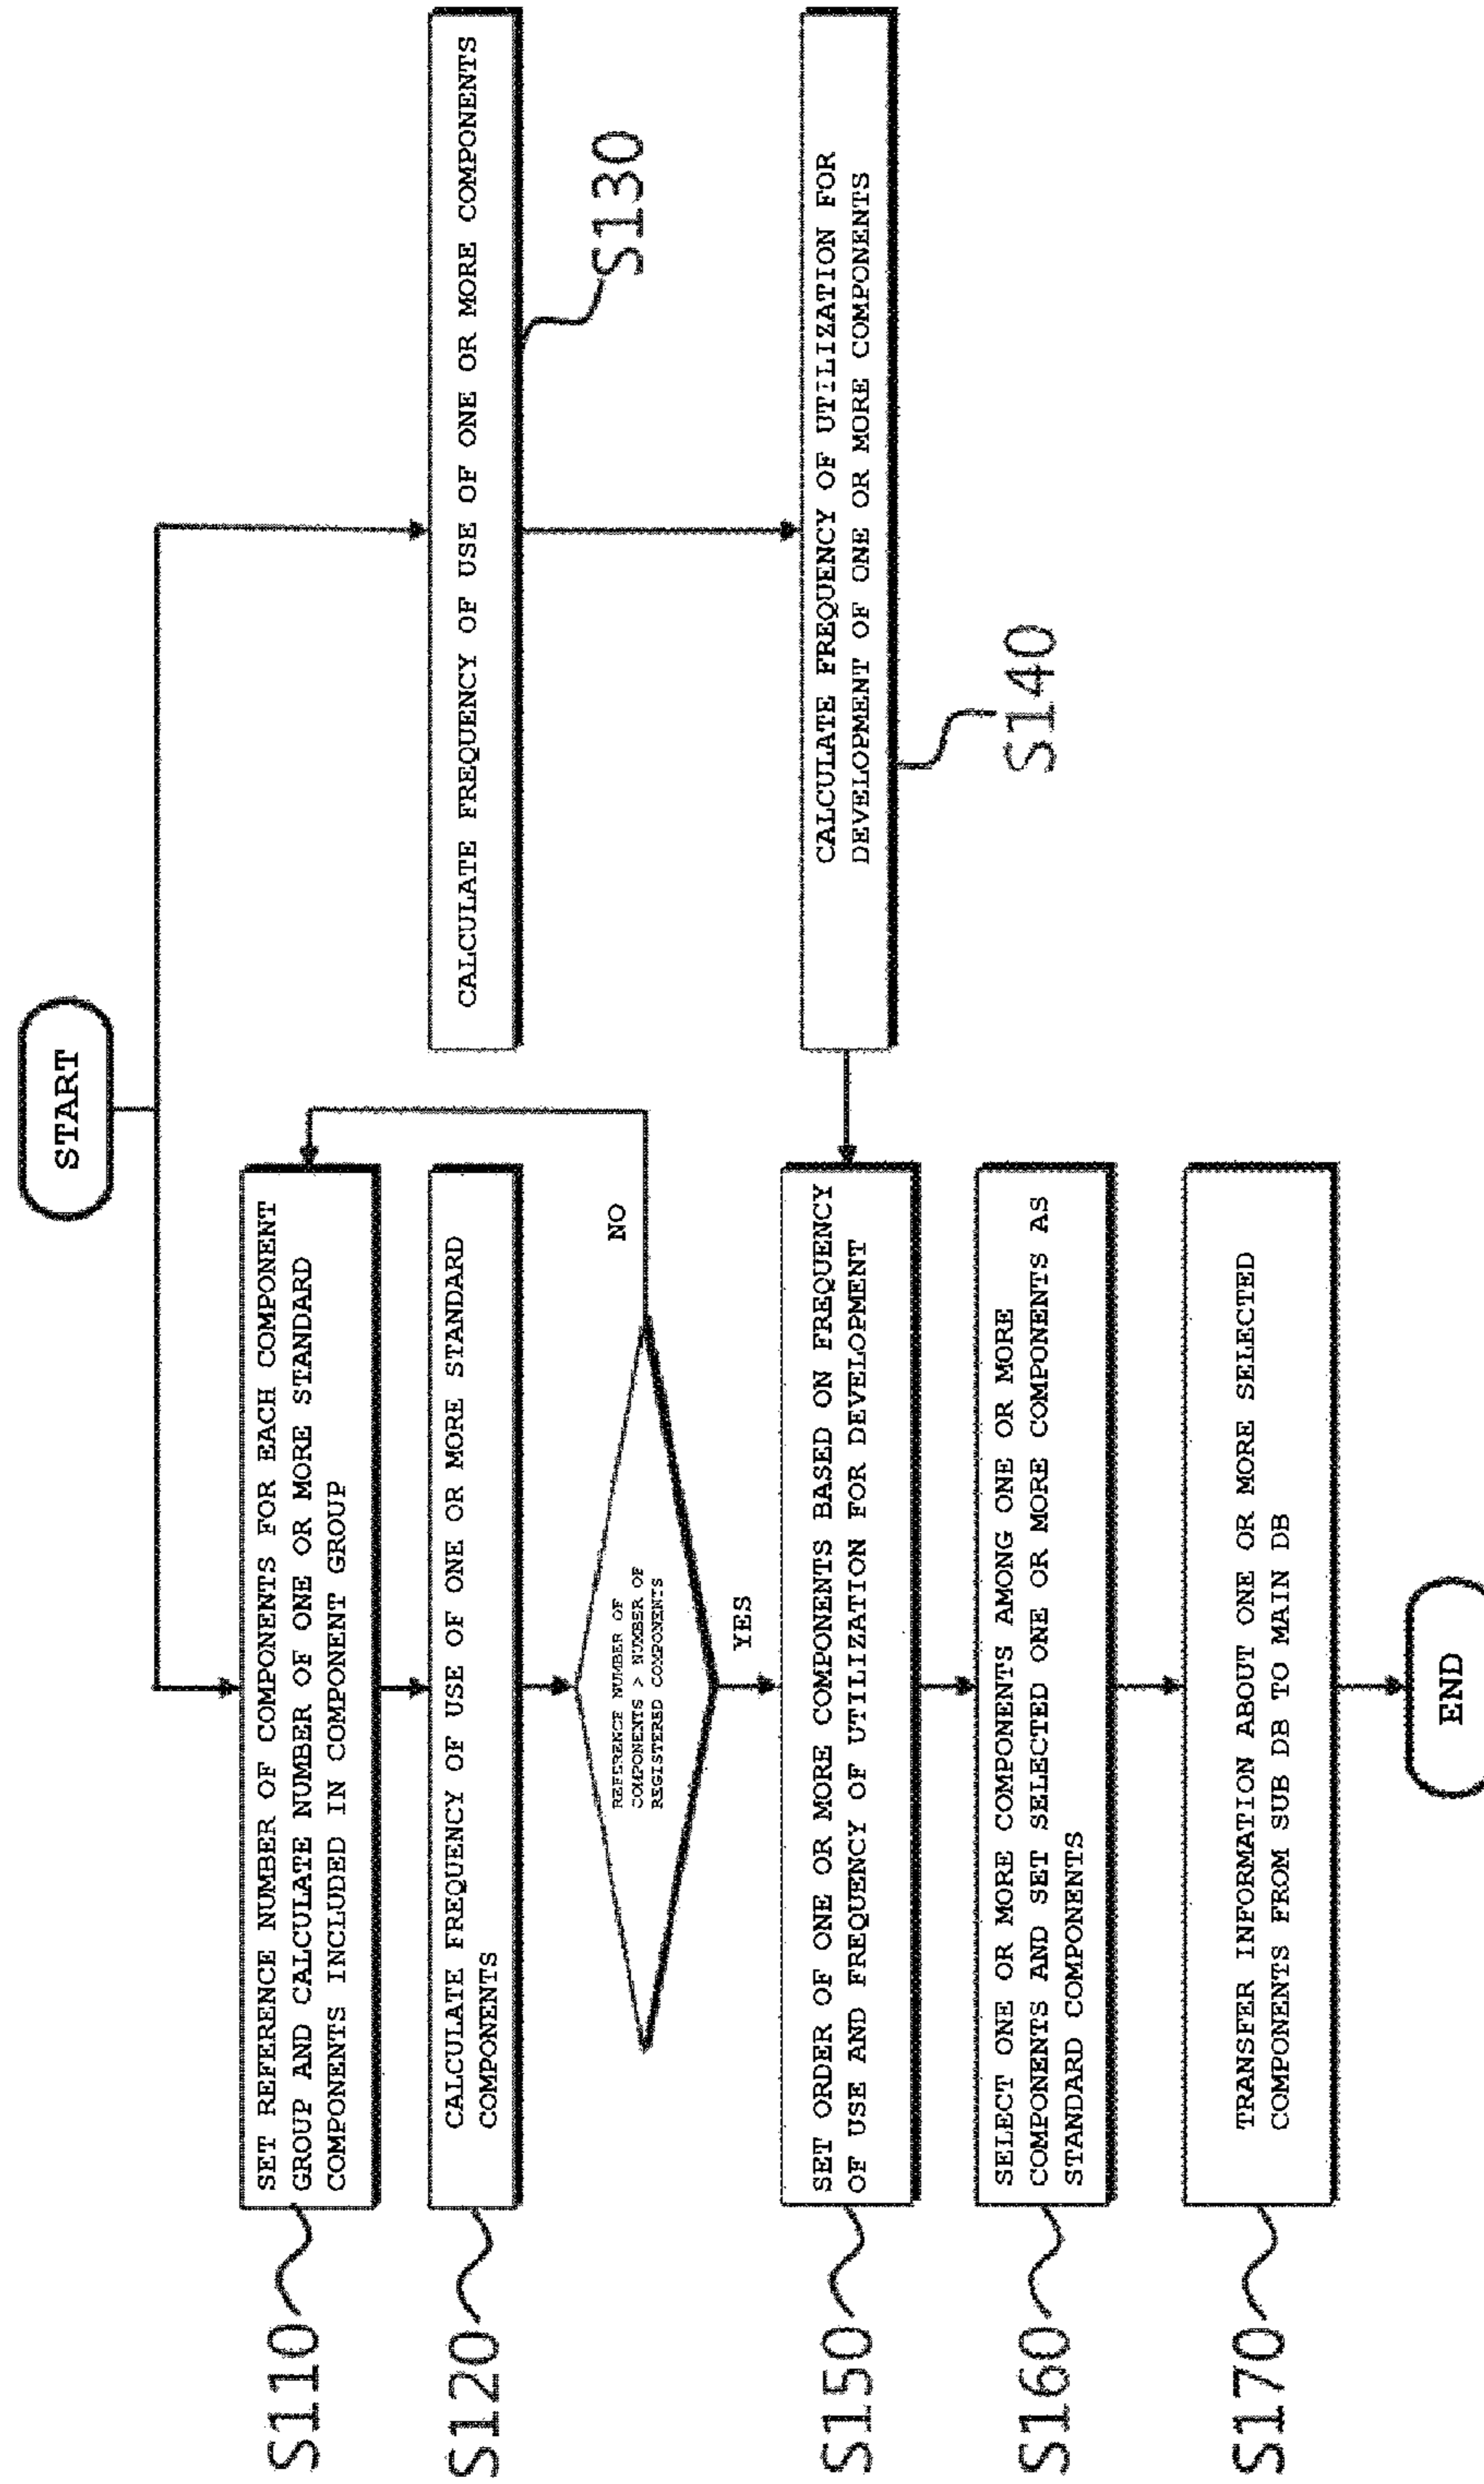 START
S110
SET REFERENCE NUMBER OF COMPONENTS FOR EACH COMPONENT
GROUP AND CALCULATE NUMBER OF ONE OR MORE STANDARD
COMPONENTS INCLUDED IN COMPONENT GROUP
S120
CALCULATE FREQUENCY OF USE OF ONE OR MORE STANDARD
COMPONENTS
CALCULATE FREQUENCY OF USE OF ONE OR MORE COMPONENTS
S130
REFERENCE NUMBER OF
COMPONENTS > NUMBER OF
REGISTERED COMPONENTS
NO
YES
CALCULATE FREQUENCY OF UTILIZATION FOR
DEVELOPMENT OF ONE OR MORE COMPONENTS
S140
S150
SET ORDER OF ONE OR MORE COMPONENTS BASED ON FREQUENCY
OF USE AND FREQUENCY OF UTILIZATION FOR DEVELOPMENT
S160
SELECT ONE OR MORE COMPONENTS AMONG ONE OR MORE
COMPONENTS AND SET SELECTED ONE OR MORE COMPONENTS AS
STANDARD COMPONENTS
S170
TRANSFER INFORMATION ABOUT ONE OR MORE SELECTED
COMPONENTS FROM SUB DB TO MAIN DB
END